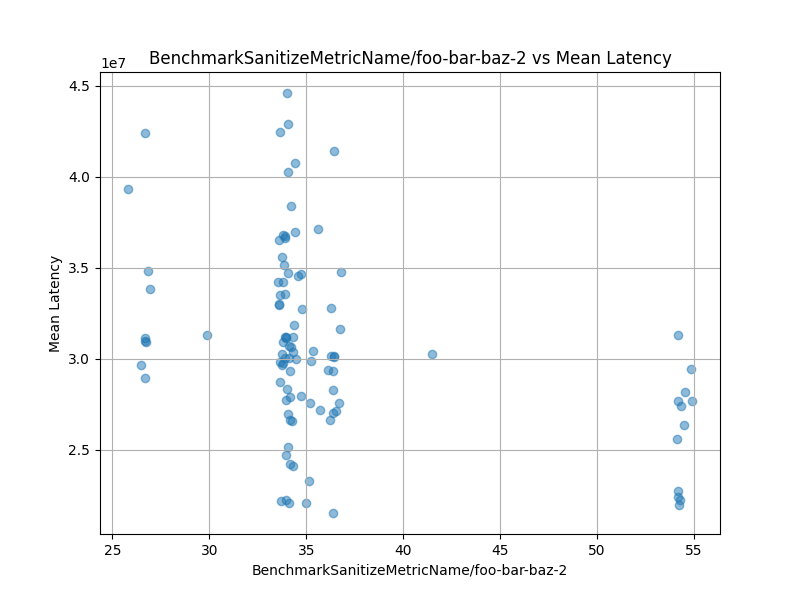 BenchmarkSanitizeMetricName/foo-bar-baz-2 vs Mean Latency
1e7
4.5
4.0
3.5
3.0
2.5
Mean Latency
25 30 35 40 45 50 55
BenchmarkSanitizeMetricName/foo-bar-baz-2